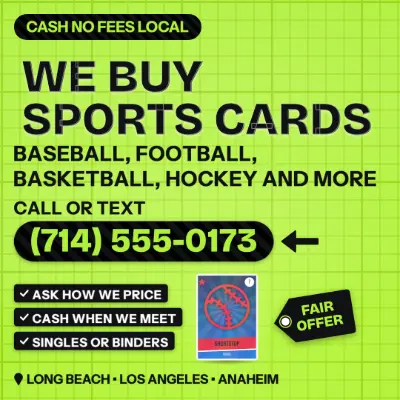 CASH NO FEES LOCAL
WE BUY
SPORTS CARDS
BASEBALL, FOOTBALL,
BASKETBALL, HOCKEY AND MORE
CALL OR TEXT
(714) 555-0173
✓ ASK HOW WE PRICE
✓ CASH WHEN WE MEET
✓ SINGLES OR BINDERS
FAIR
OFFER
LONG BEACH • LOS ANGELES • ANAHEIM